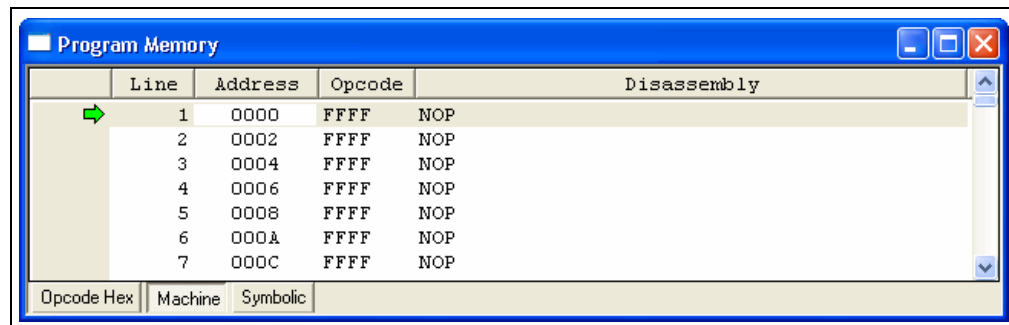 Program Memory
Line Address Opcode Disassembly
1 0000 FFFF NOP
2 0002 FFFF NOP
3 0004 FFFF NOP
4 0006 FFFF NOP
5 0008 FFFF NOP
6 000A FFFF NOP
7 000C FFFF NOP
Opcode Hex Machine Symbolic